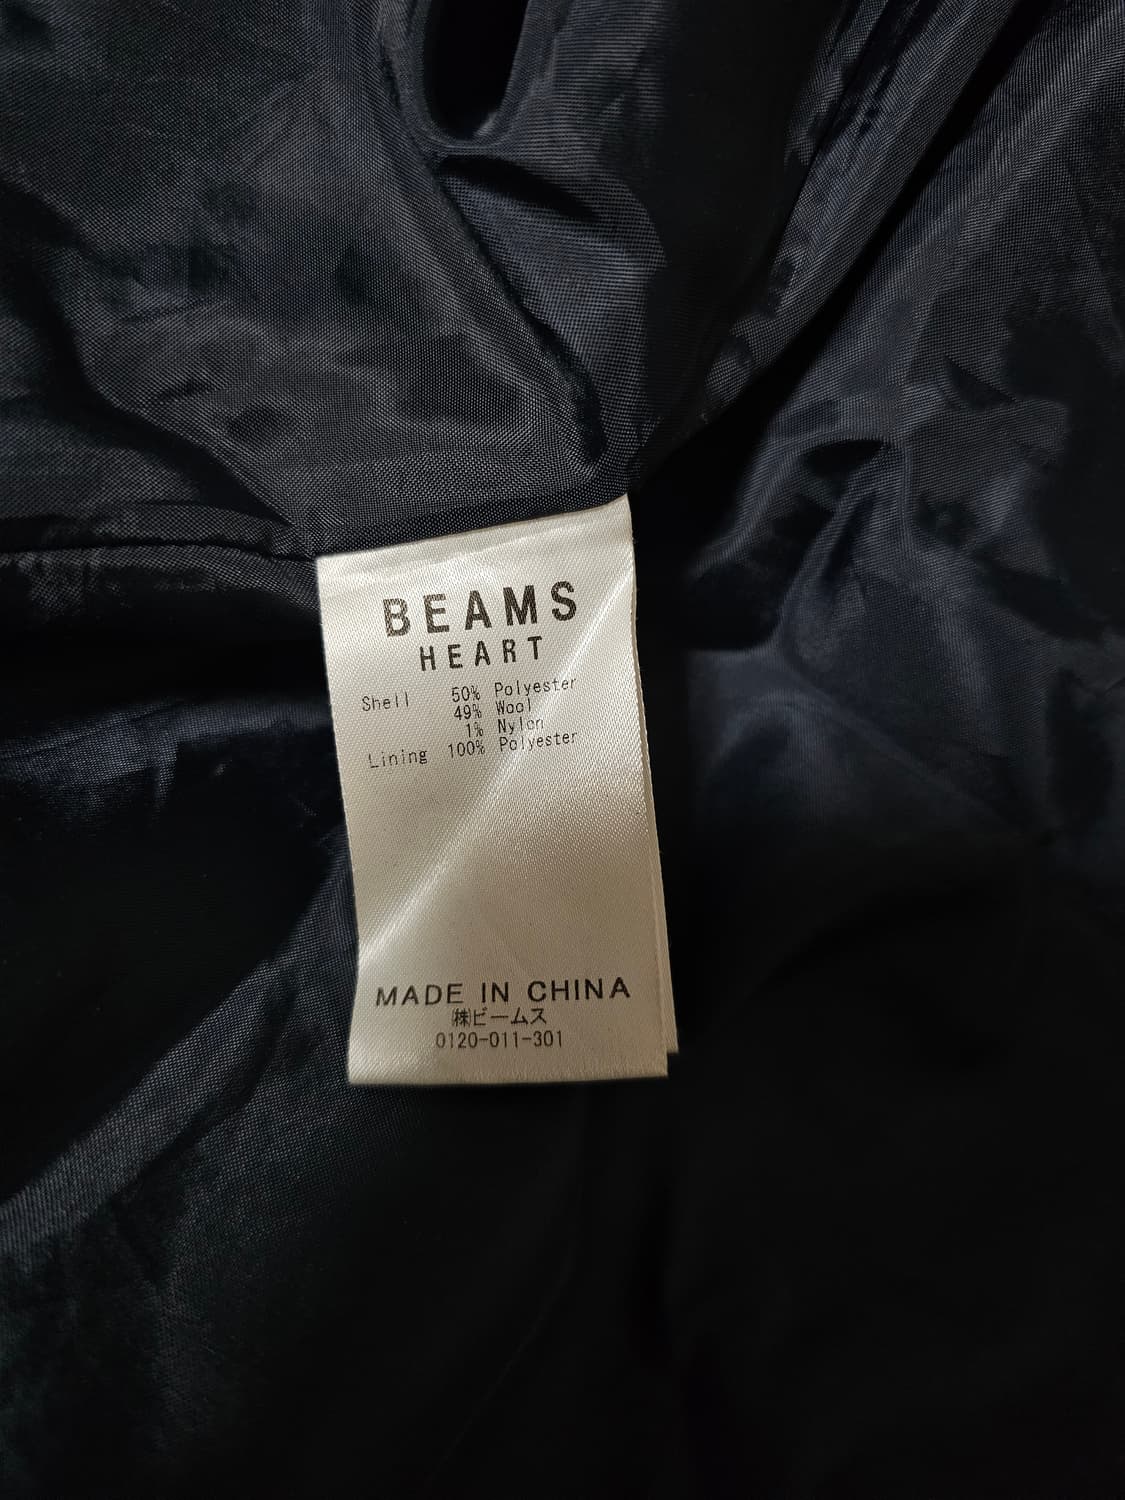 BEAMS
HEART
Shell 50% Polyester
49% Wool
1% Nylon
Lining 100% Polyester
MADE IN CHINA
㈱ビームス
0120-011-301